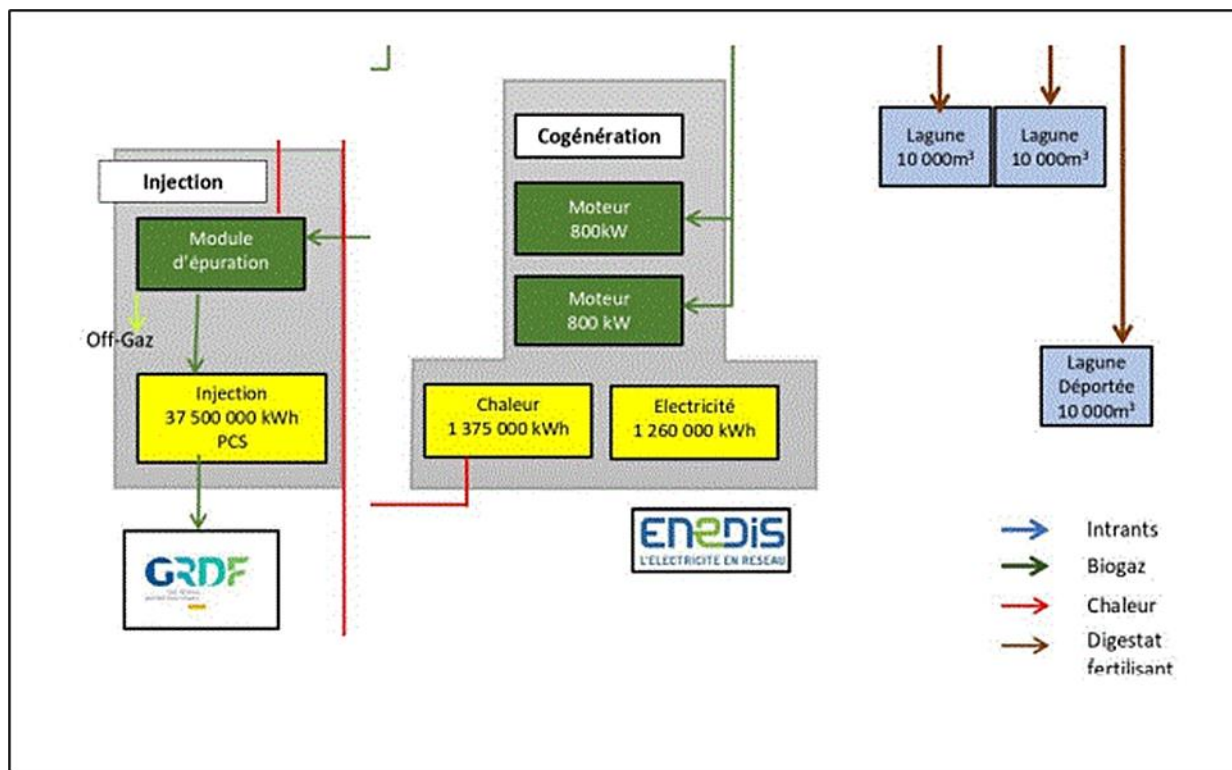 Injection
Module
d'épuration
Off-Gaz
Injection
37 500 000 kWh
PCS
GRDF
Cogénération
Moteur
800kW
Moteur
800 kW
Chaleur
1 375 000 kWh
Electricité
1 260 000 kWh
ENEDIS
L'ELECTRICITE EN RESEAU
Lagune
10 000m³
Lagune
10 000m³
Lagune
Déportée
10 000m³
Intrants
Biogaz
Chaleur
Digestat
fertilisant